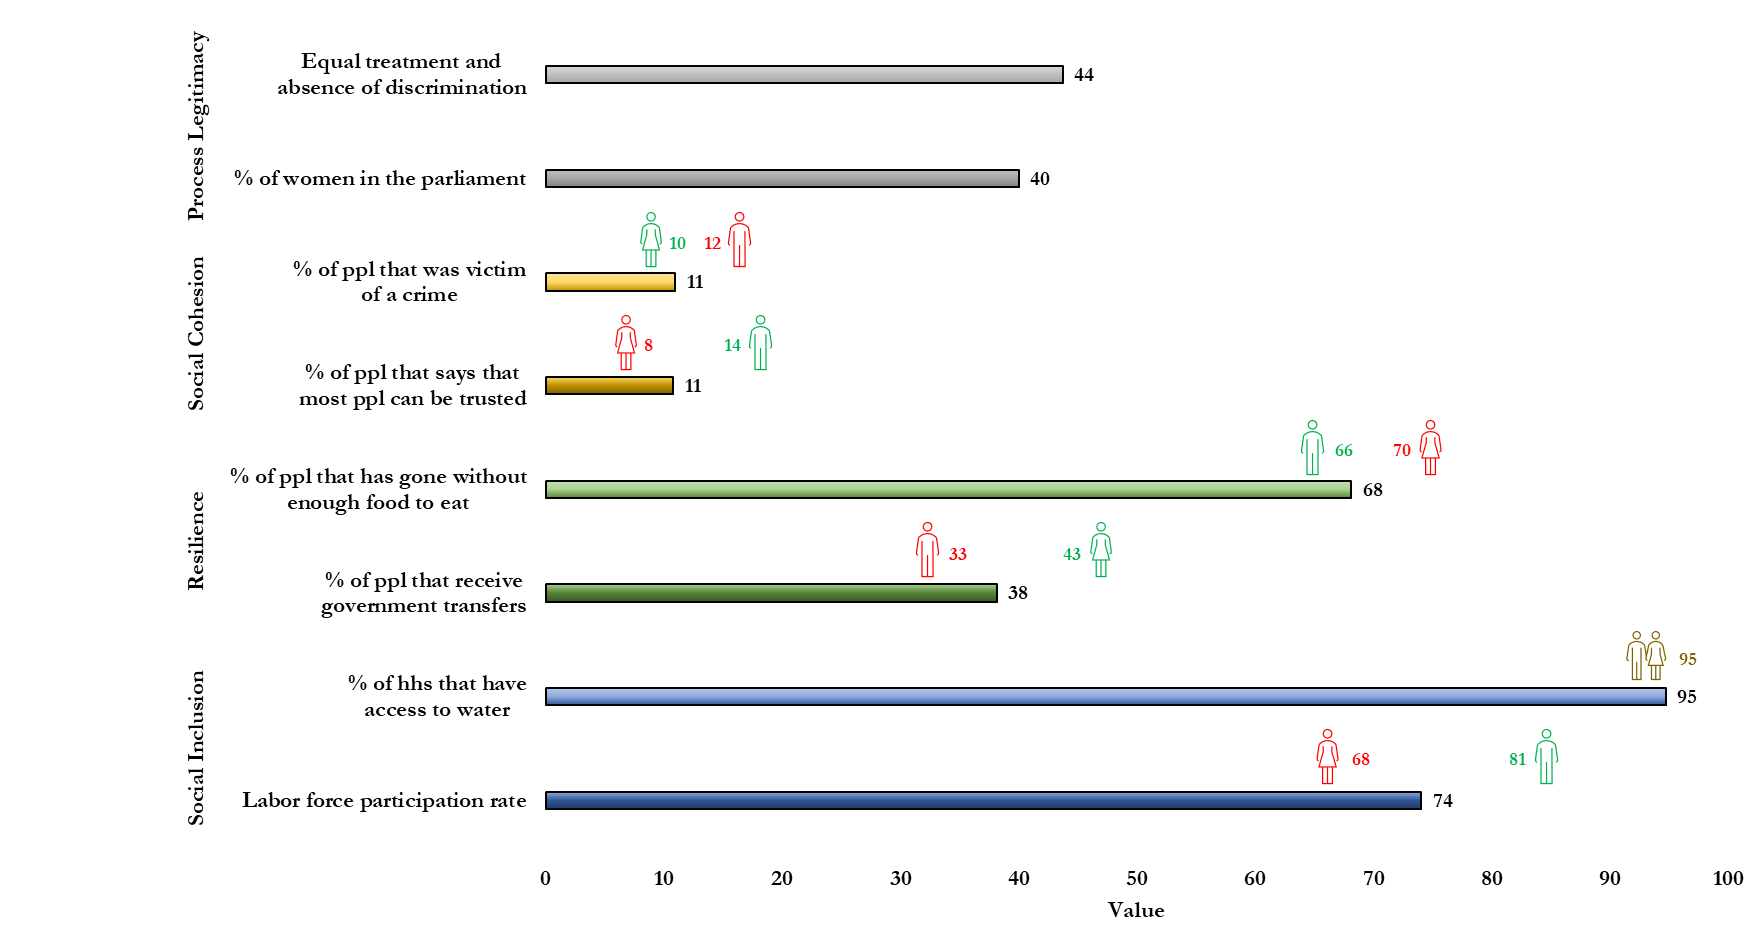 Process Legitimacy
Equal treatment and
absence of discrimination
44
% of women in the parliament
40
Social Cohesion
10
12
% of ppl that was victim
of a crime
11
8
14
% of ppl that says that
most ppl can be trusted
11
Resilience
66
70
% of ppl that has gone without
enough food to eat
68
33
43
% of ppl that receive
government transfers
38
Social Inclusion
95
% of hhs that have
access to water
95
68
81
Labor force participation rate
74
0 10 20 30 40 50 60 70 80 90 100
Value